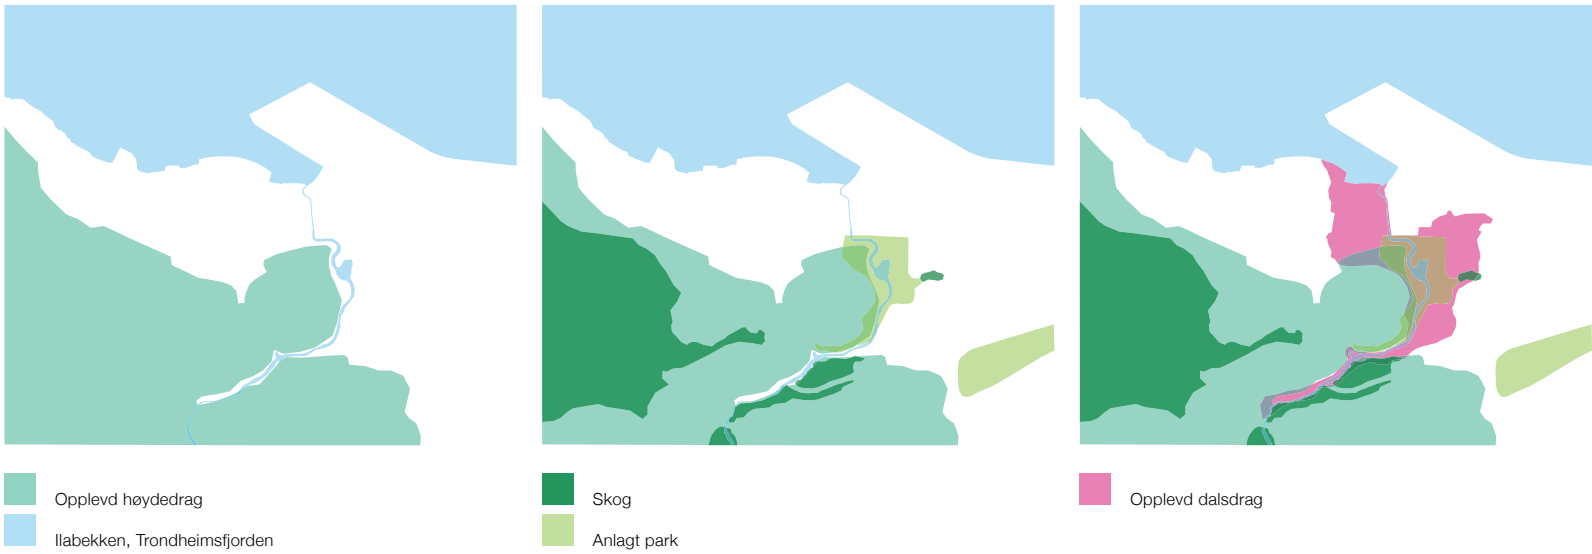 Opplevd høydedrag
Ilabekken, Trondheimsfjorden
Skog
Anlagt park
Opplevd dalsdrag